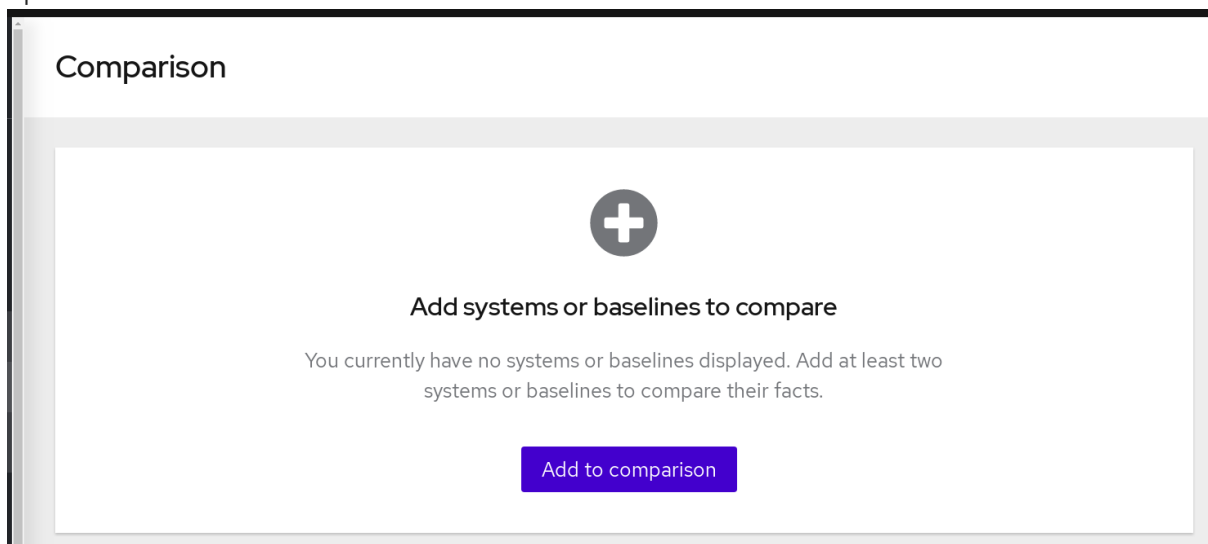 Comparison
Add systems or baselines to compare
You currently have no systems or baselines displayed. Add at least two
systems or baselines to compare their facts.
Add to comparison